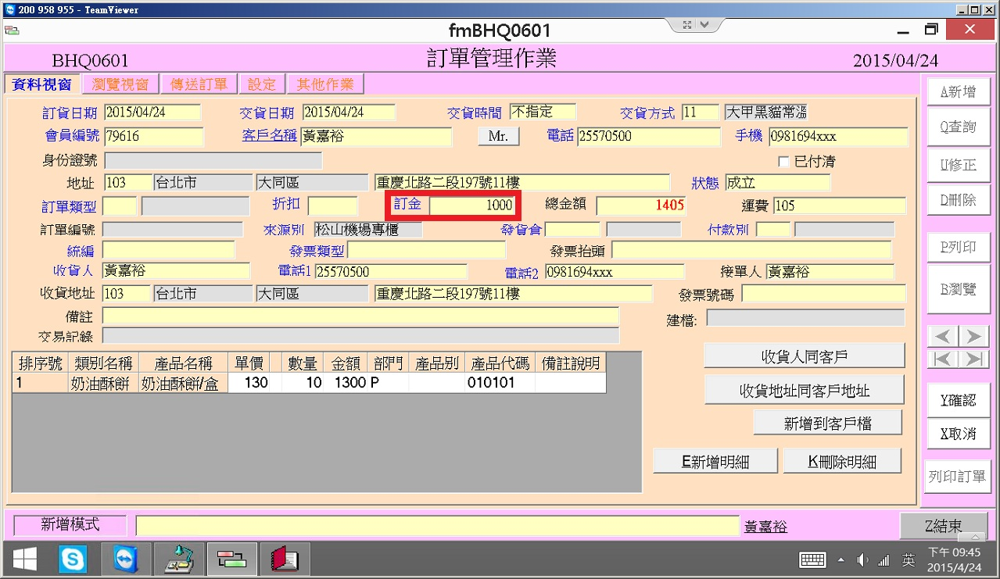 200 958 955 - TeamViewer
fmBHQ0601
BHQ0601 訂單管理作業 2015/04/24
資料視窗 瀏覽視窗 傳送訂單 設定 其他作業
訂貨日期 2015/04/24 交貨日期 2015/04/24 交貨時間 不指定 交貨方式 11 大甲黑貓常溫
會員編號 79616 客戶名稱 黃嘉裕 Mr. 電話 25570500 手機 0981694xxx
身份證號 已付清
地址 103 台北市 大同區 重慶北路二段197號11樓 狀態 成立
訂單類型 折扣 訂金 1000 總金額 1405 運費 105
訂單編號 來源別 松山機場專櫃 發貨倉 付款別
統編 發票類型 發票抬頭
收貨人 黃嘉裕 電話1 25570500 電話2 0981694xxx 接單人 黃嘉裕
收貨地址 103 台北市 大同區 重慶北路二段197號11樓 發票號碼
備註 建檔:
交易記錄
排序號 類別名稱 產品名稱 單價 數量 金額 部門 產品別 產品代碼 備註說明
1 奶油酥餅 奶油酥餅/盒 130 10 1300 P 010101
收貨人同客戶
收貨地址同客戶地址
新增到客戶檔
E新增明細 K刪除明細
A新增
Q查詢
U修正
D刪除
P列印
B瀏覽
Y確認
X取消
列印訂單
新增模式 黃嘉裕 Z結束
英 下午 09:45
2015/4/24